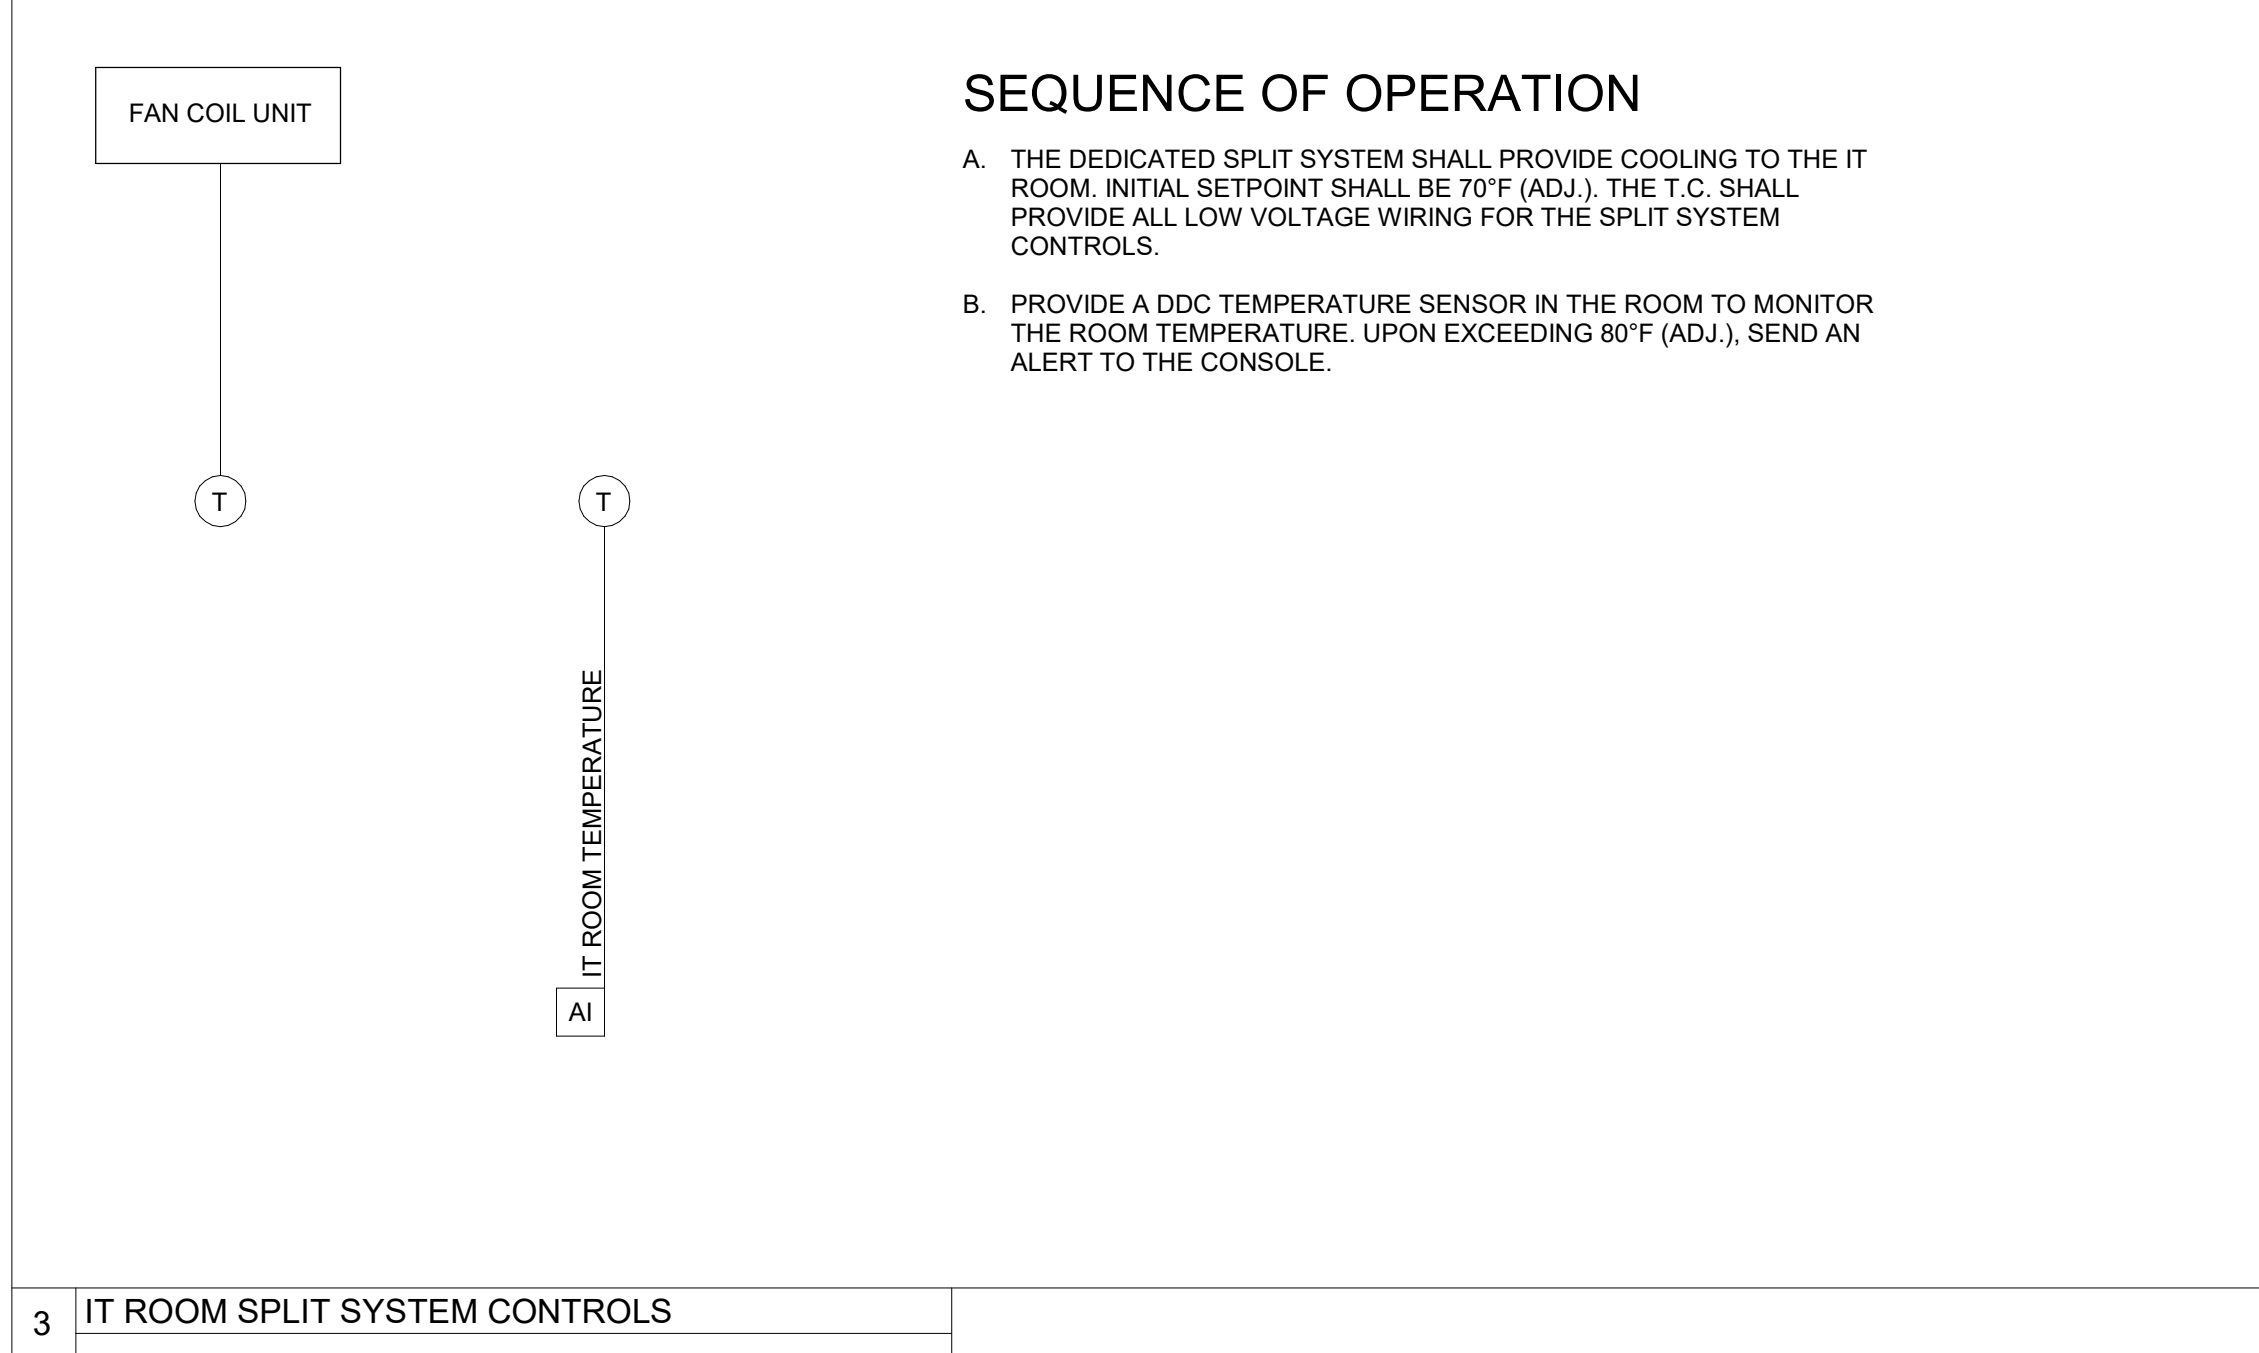 FAN COIL UNIT
T
T
IT ROOM TEMPERATURE
AI
SEQUENCE OF OPERATION
A. THE DEDICATED SPLIT SYSTEM SHALL PROVIDE COOLING TO THE IT
ROOM. INITIAL SETPOINT SHALL BE 70°F (ADJ.). THE T.C. SHALL
PROVIDE ALL LOW VOLTAGE WIRING FOR THE SPLIT SYSTEM
CONTROLS.
B. PROVIDE A DDC TEMPERATURE SENSOR IN THE ROOM TO MONITOR
THE ROOM TEMPERATURE. UPON EXCEEDING 80°F (ADJ.), SEND AN
ALERT TO THE CONSOLE.
3
IT ROOM SPLIT SYSTEM CONTROLS